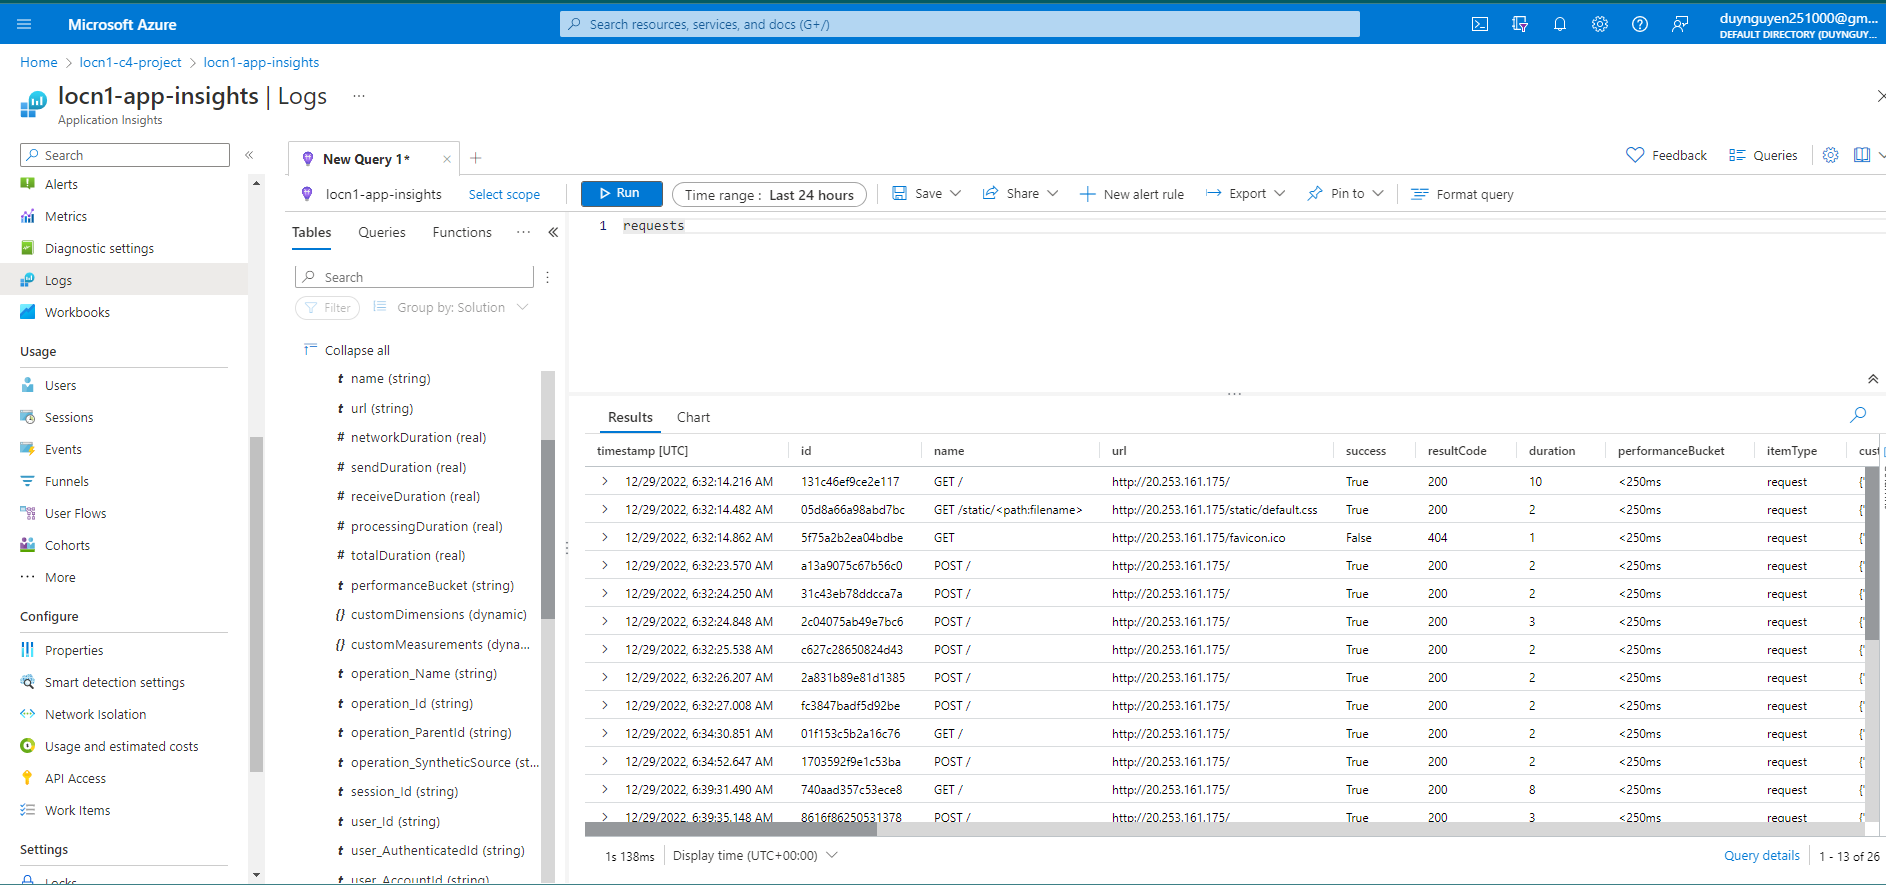 Microsoft Azure
Search resources, services, and docs (G+/)
duynguyen251000@gm...
DEFAULT DIRECTORY (DUYNGUY...
Home > locn1-c4-project > locn1-app-insights
locn1-app-insights | Logs ...
Application Insights
Search
Alerts
Metrics
Diagnostic settings
Logs
Workbooks
Usage
Users
Sessions
Events
Funnels
User Flows
Cohorts
More
Configure
Properties
Smart detection settings
Network Isolation
Usage and estimated costs
API Access
Work Items
Settings
Locks
New Query 1*
Feedback
Queries
locn1-app-insights
Select scope
Run
Time range : Last 24 hours
Save
Share
New alert rule
Export
Pin to
Format query
Tables
Queries
Functions
Search
Filter
Group by: Solution
Collapse all
t name (string)
t url (string)
# networkDuration (real)
# sendDuration (real)
# receiveDuration (real)
# processingDuration (real)
# totalDuration (real)
t performanceBucket (string)
{} customDimensions (dynamic)
{} customMeasurements (dyna...
t operation_Name (string)
t operation_Id (string)
t operation_ParentId (string)
t operation_SyntheticSource (st...
t session_Id (string)
t user_Id (string)
t user_AuthenticatedId (string)
t user_AccountId (string)
1 requests
Results
Chart
timestamp [UTC] id name url success resultCode duration performanceBucket itemType cust
12/29/2022, 6:32:14.216 AM 131c46ef9ce2e117 GET / http://20.253.161.175/ True 200 10 <250ms request {"
12/29/2022, 6:32:14.482 AM 05d8a66a98abd7bc GET /static/<path:filename> http://20.253.161.175/static/default.css True 200 2 <250ms request {"
12/29/2022, 6:32:14.862 AM 5f75a2b2ea04bdbe GET http://20.253.161.175/favicon.ico False 404 1 <250ms request {"
12/29/2022, 6:32:23.570 AM a13a9075c67b56c0 POST / http://20.253.161.175/ True 200 2 <250ms request {"
12/29/2022, 6:32:24.250 AM 31c43eb78ddcca7a POST / http://20.253.161.175/ True 200 2 <250ms request {"
12/29/2022, 6:32:24.848 AM 2c04075ab49e7bc6 POST / http://20.253.161.175/ True 200 3 <250ms request {"
12/29/2022, 6:32:25.538 AM c627c28650824d43 POST / http://20.253.161.175/ True 200 2 <250ms request {"
12/29/2022, 6:32:26.207 AM 2a831b89e81d1385 POST / http://20.253.161.175/ True 200 2 <250ms request {"
12/29/2022, 6:32:27.008 AM fc3847badf5d92be POST / http://20.253.161.175/ True 200 2 <250ms request {"
12/29/2022, 6:34:30.851 AM 01f153c5b2a16c76 GET / http://20.253.161.175/ True 200 2 <250ms request {"
12/29/2022, 6:34:52.647 AM 1703592f9e1c53ba POST / http://20.253.161.175/ True 200 2 <250ms request {"
12/29/2022, 6:39:31.490 AM 740aad357c53ece8 GET / http://20.253.161.175/ True 200 8 <250ms request {"
12/29/2022, 6:39:35.148 AM 8616f86250531378 POST / http://20.253.161.175/ True 200 3 <250ms request {"
1s 138ms
Display time (UTC+00:00)
Query details
1 - 13 of 26